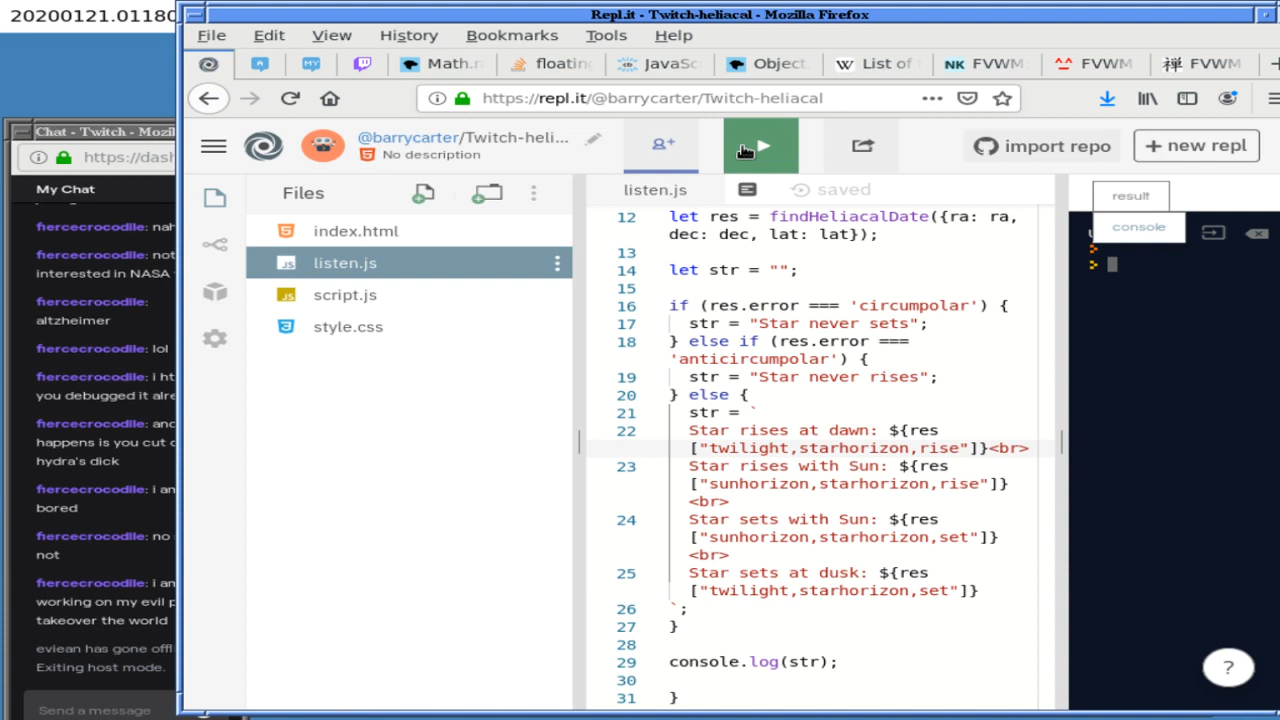 20200121.01180
Repl.it - Twitch-heliacal - Mozilla Firefox
File Edit View History Bookmarks Tools Help
Math.r floatin JavaSc Object. List of NK FVWM FVWM 禅 FVWM
https://repl.it/@barrycarter/Twitch-heliacal
Chat - Twitch - Mozil
https://dash
My Chat
fiercecrocodile: nah
fiercecrocodile: not
interested in NASA
fiercecrocodile:
altzheimer
fiercecrocodile: lol
fiercecrocodile: i ht
you debugged it alre
fiercecrocodile: and
happens is you cut o
hydra's dick
fiercecrocodile: i am
bored
fiercecrocodile: no
not
fiercecrocodile: i am
working on my evil p
takeover the world
eviean has gone offl
Exiting host mode.
Send a message
@barrycarter/Twitch-heli...
No description
import repo
+ new repl
Files
index.html
listen.js
script.js
style.css
listen.js
saved
12 let res = findHeliacalDate({ra: ra,
dec: dec, lat: lat});
13
14 let str = "";
15
16 if (res.error === 'circumpolar') {
17 str = "Star never sets";
18 } else if (res.error ===
'anticircumpolar') {
19 str = "Star never rises";
20 } else {
21 str = `
22 Star rises at dawn: ${res
["twilight,starhorizon,rise"]}<br>
23 Star rises with Sun: ${res
["sunhorizon,starhorizon,rise"]}
<br>
24 Star sets with Sun: ${res
["sunhorizon,starhorizon,set"]}
<br>
25 Star sets at dusk: ${res
["twilight,starhorizon,set"]}
26 `;
27 }
28
29 console.log(str);
30
31 }
result
console
?